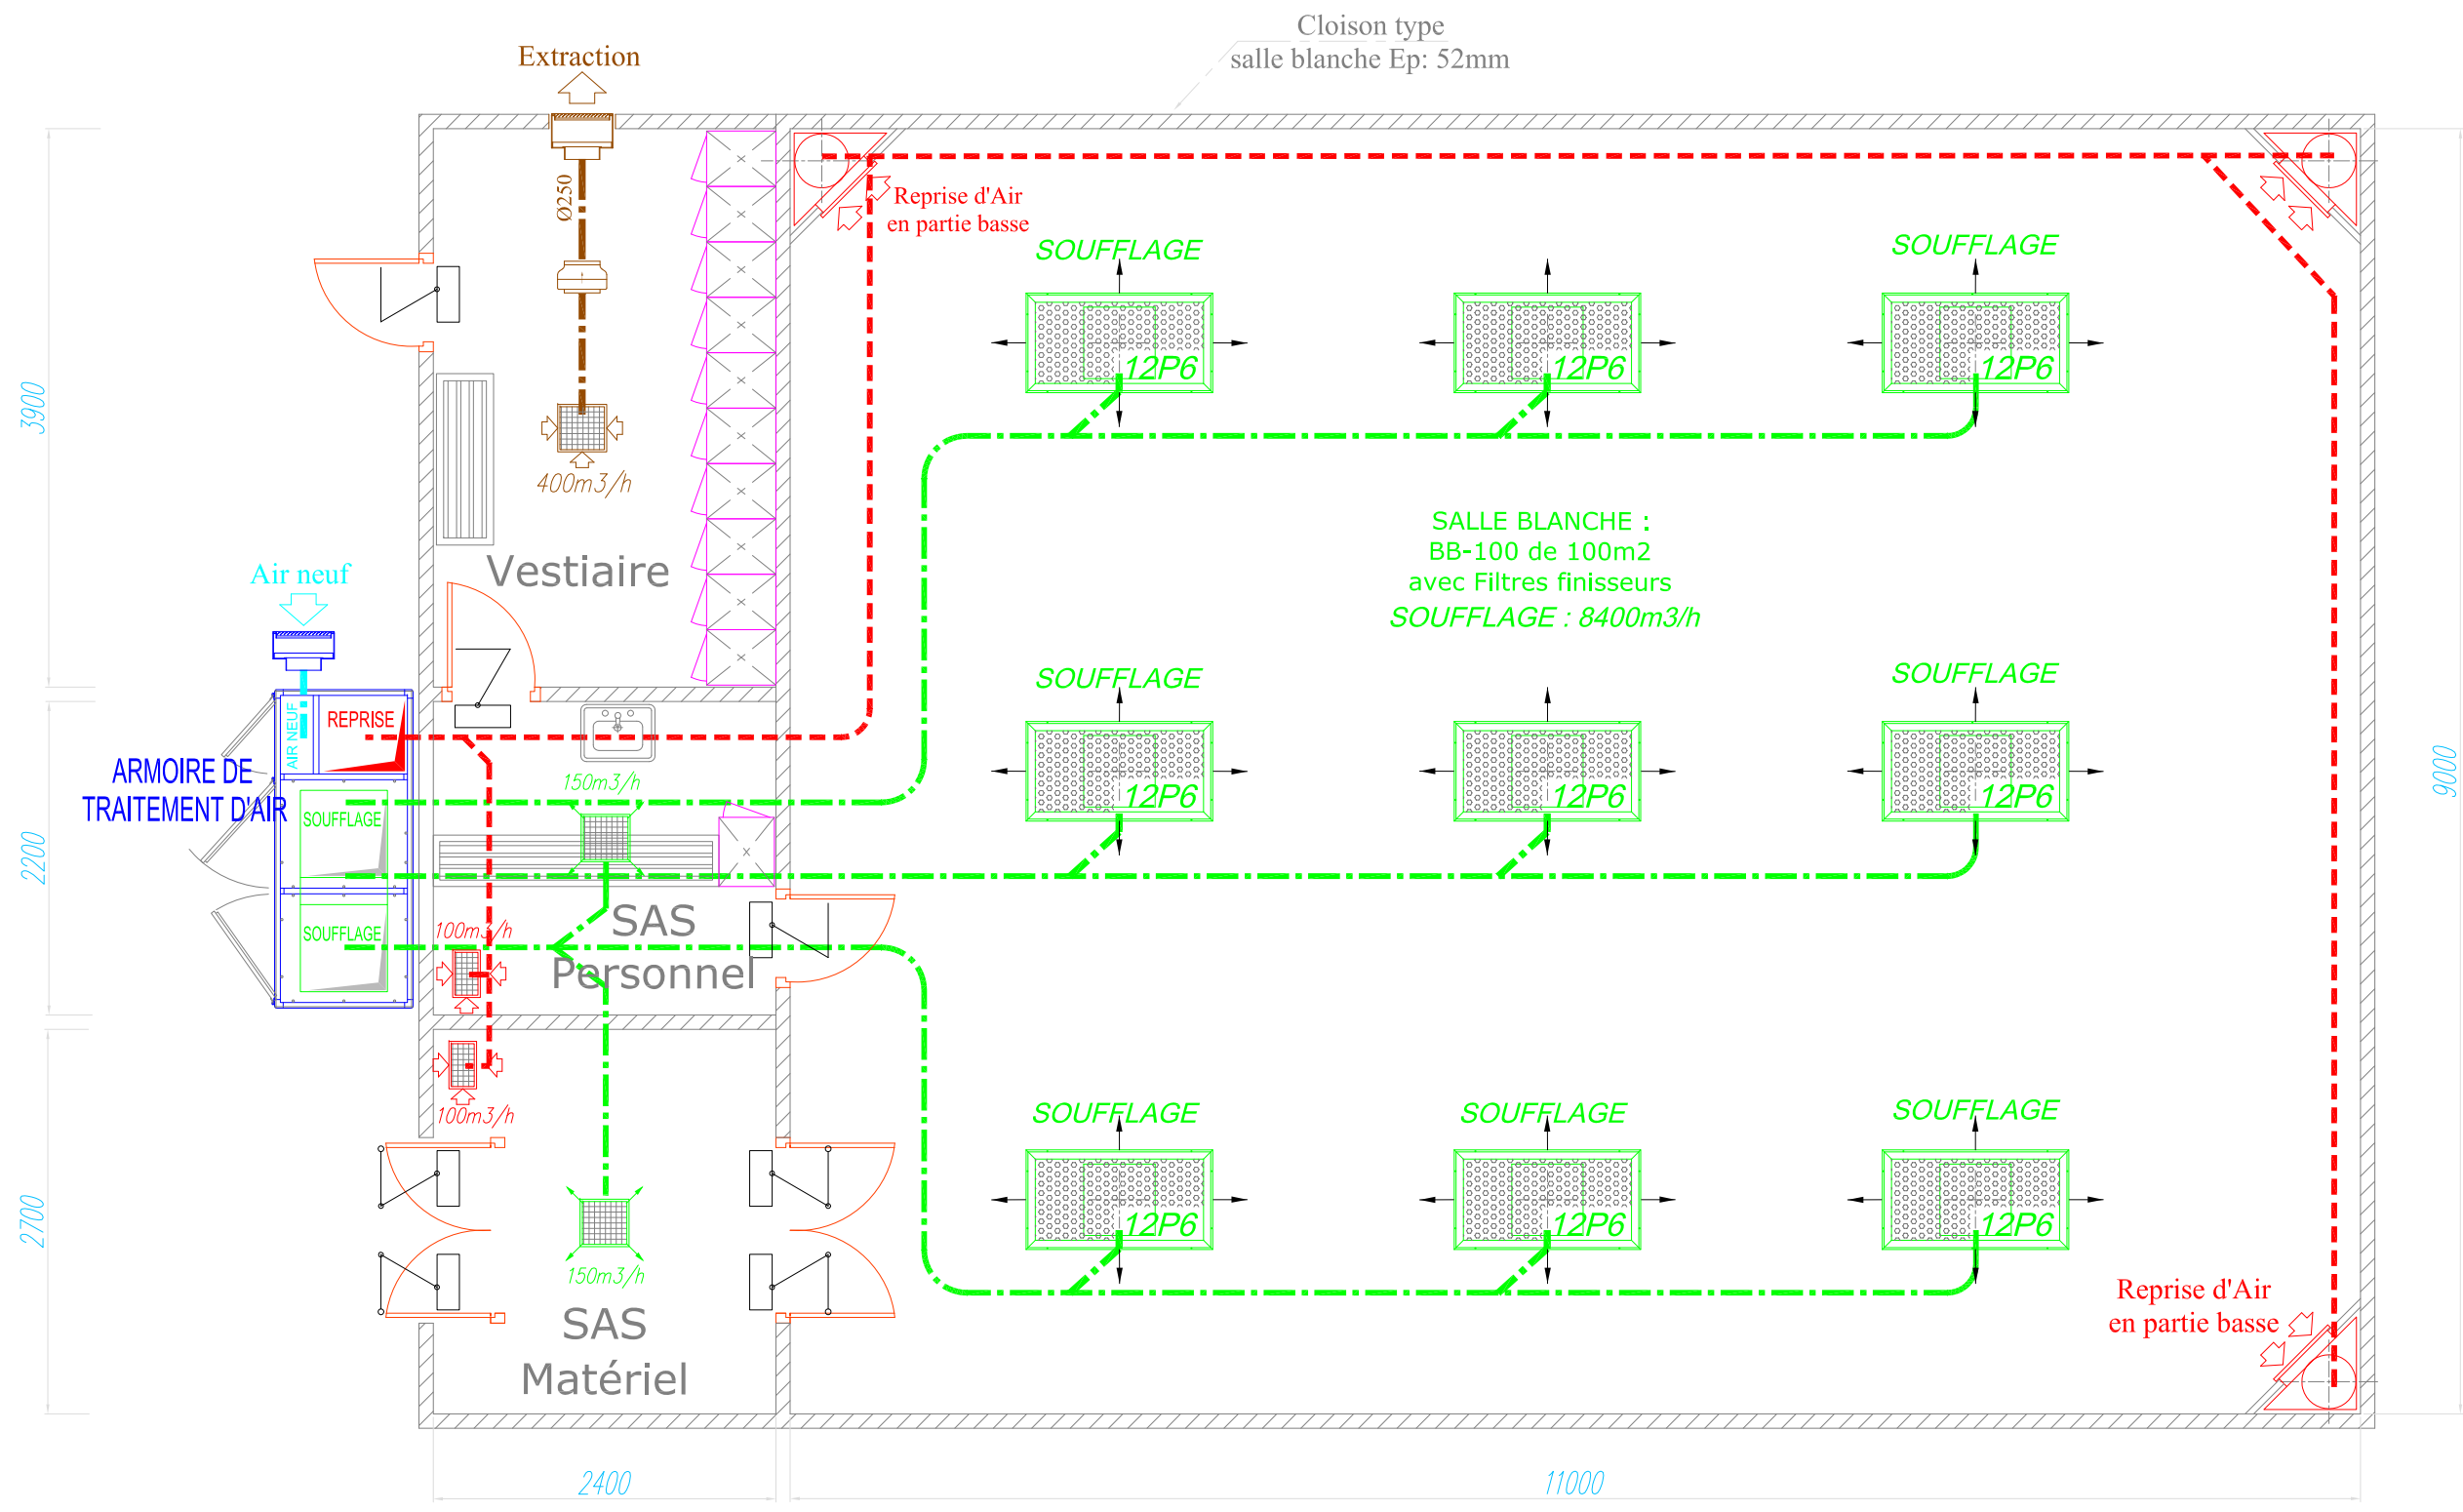 Cloison type
salle blanche Ep: 52mm
Extraction
Ø250
400m3/h
Vestiaire
Reprise d'Air
en partie basse
SOUFFLAGE
SOUFFLAGE
12P6
12P6
12P6
SALLE BLANCHE :
BB-100 de 100m2
avec Filtres finisseurs
SOUFFLAGE : 8400m3/h
Air neuf
AIR NEUF
REPRISE
ARMOIRE DE
TRAITEMENT D'AIR
SOUFFLAGE
SOUFFLAGE
150m3/h
SOUFFLAGE
SOUFFLAGE
12P6
12P6
12P6
100m3/h
SAS
Personnel
100m3/h
SOUFFLAGE
SOUFFLAGE
SOUFFLAGE
12P6
12P6
12P6
150m3/h
SAS
Matériel
Reprise d'Air
en partie basse
3900
2200
2700
9000
2400
11000